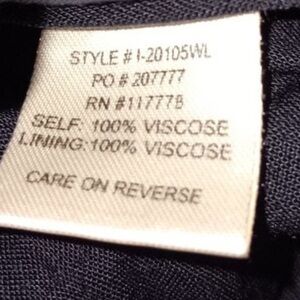 STYLE # I-20105WL
PO # 207777
RN #117778
SELF: 100% VISCOSE
LINING:100% VISCOSE
CARE ON REVERSE